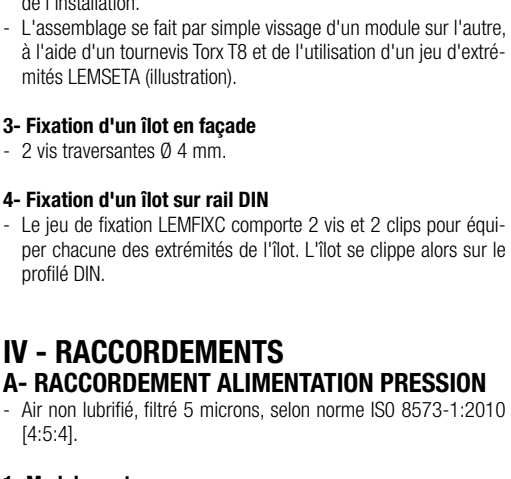 de l'installation.
- L'assemblage se fait par simple vissage d'un module sur l'autre,
à l'aide d'un tournevis Torx T8 et de l'utilisation d'un jeu d'extré-
mités LEMSETA (illustration).
3- Fixation d'un îlot en façade
- 2 vis traversantes Ø 4 mm.
4- Fixation d'un îlot sur rail DIN
- Le jeu de fixation LEMFIXC comporte 2 vis et 2 clips pour équi-
per chacune des extrémités de l'îlot. L'îlot se clippe alors sur le
profilé DIN.
IV - RACCORDEMENTS
A- RACCORDEMENT ALIMENTATION PRESSION
- Air non lubrifié, filtré 5 microns, selon norme IS0 8573-1:2010
[4:5:4].